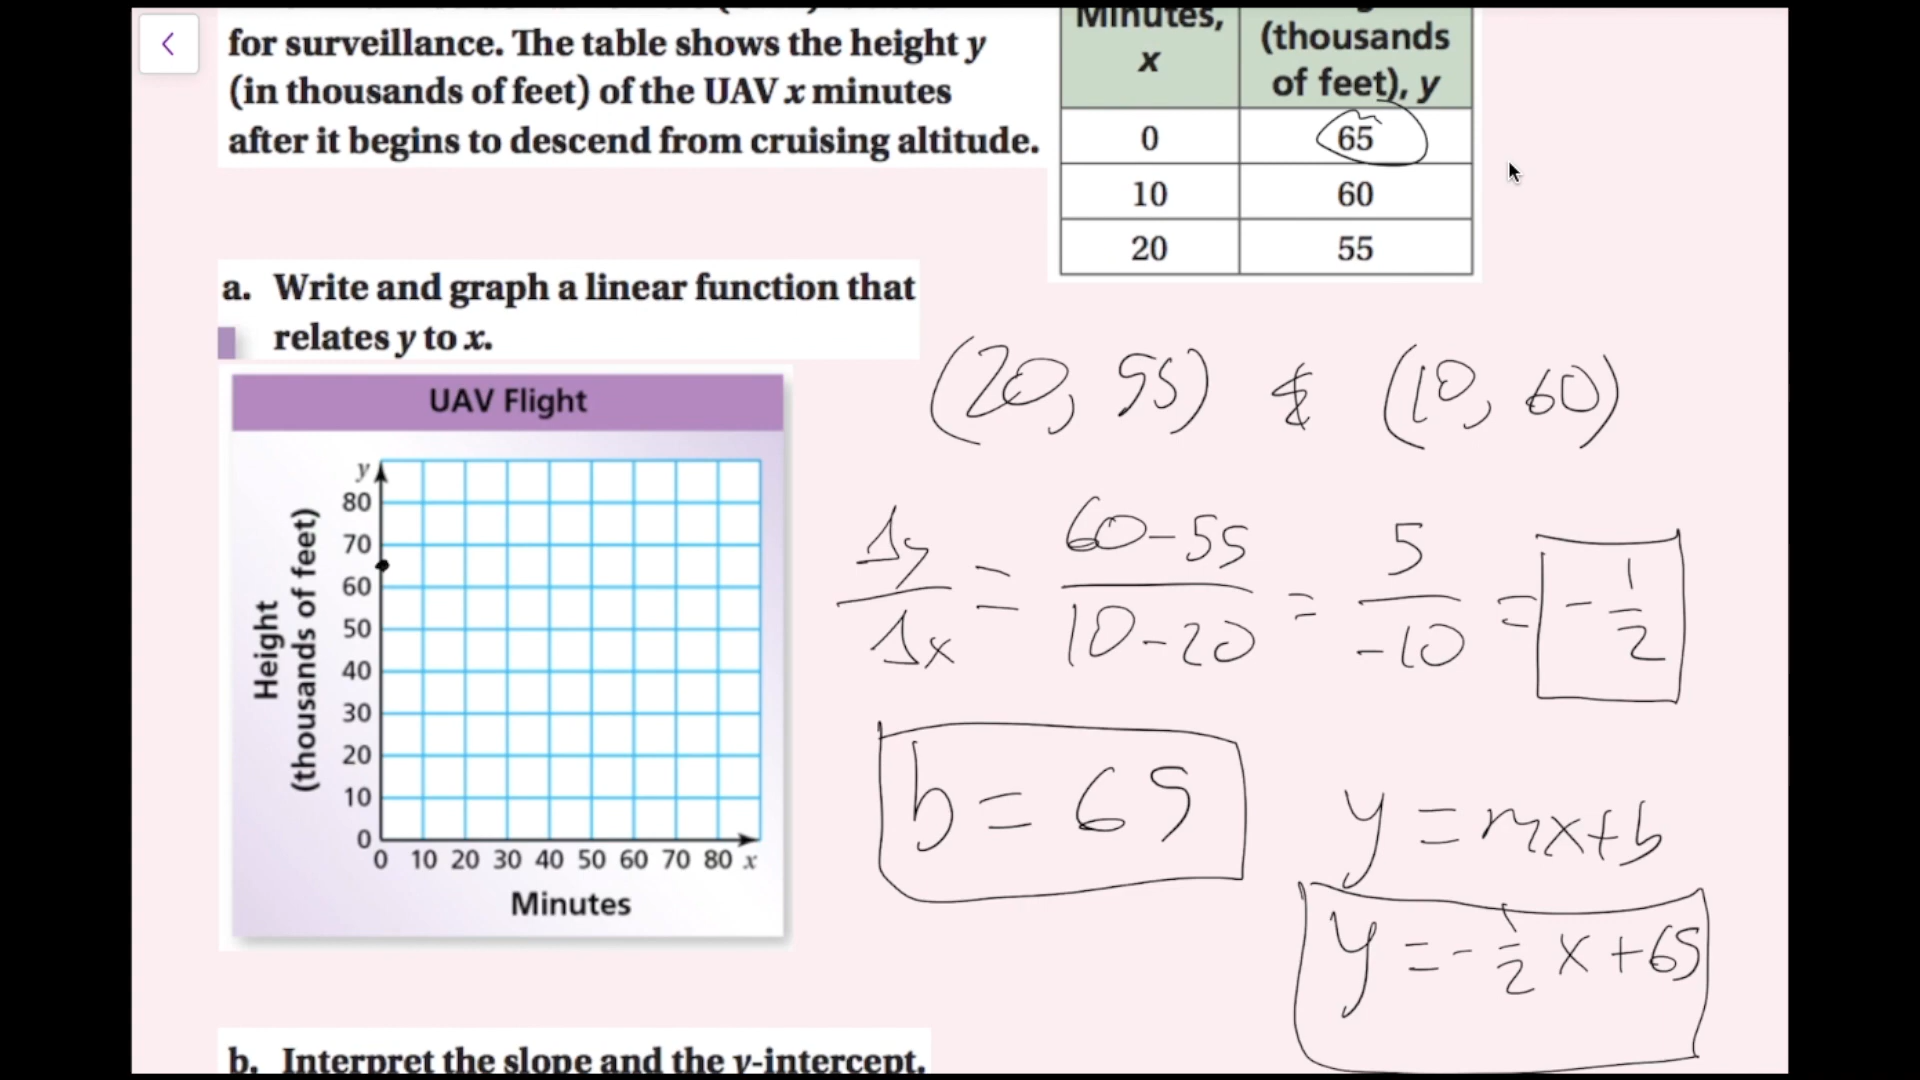 for surveillance. The table shows the height y
(in thousands of feet) of the UAV x minutes
after it begins to descend from cruising altitude.
Minutes,
x
(thousands
of feet), y
0 65
10 60
20 55
a. Write and graph a linear function that
relates y to x.
(20, 55) & (10, 60)
UAV Flight
y
80
70
60
50
40
30
20
10
0
Height
(thousands of feet)
0 10 20 30 40 50 60 70 80 x
Minutes
Δy/Δx = 60-55/10-20 = 5/-10 = -1/2
b = 65
y = mx+b
y = -1/2 x + 65
b. Interpret the slope and the y-intercept.